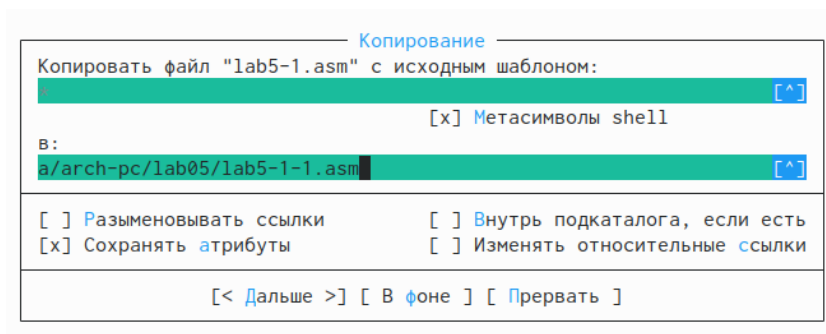 Копирование
Копировать файл "lab5-1.asm" с исходным шаблоном:
* [^]
[x] Метасимволы shell
в:
a/arch-pc/lab05/lab5-1-1.asm [^]
[ ] Разыменовывать ссылки [ ] Внутрь подкаталога, если есть
[x] Сохранять атрибуты [ ] Изменять относительные ссылки
[< Дальше >] [ В фоне ] [ Прервать ]